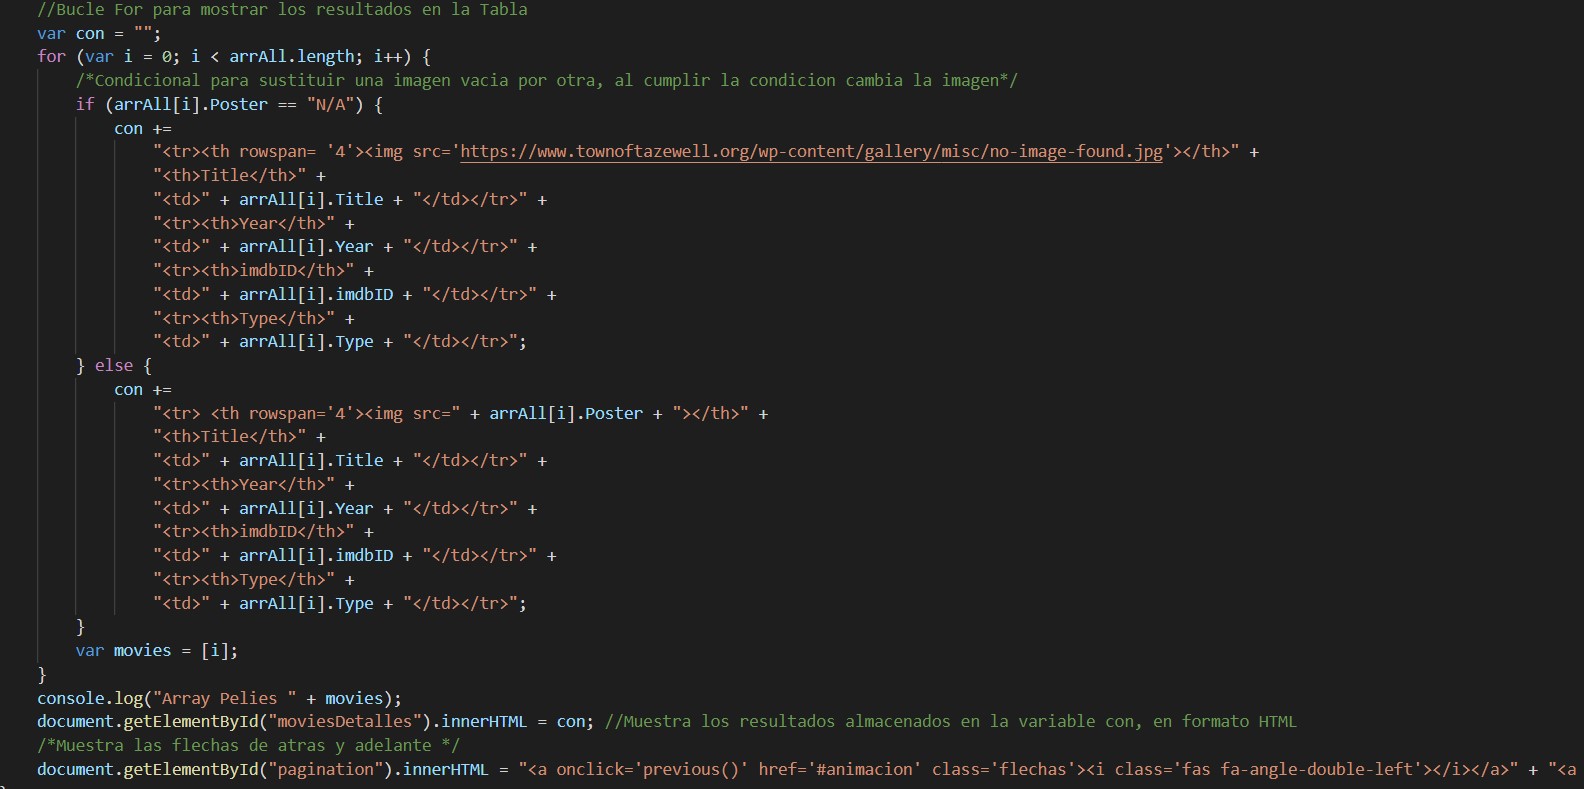 //Bucle For para mostrar los resultados en la Tabla
var con = "";
for (var i = 0; i < arrAll.length; i++) {
/*Condicional para sustituir una imagen vacia por otra, al cumplir la condicion cambia la imagen*/
if (arrAll[i].Poster == "N/A") {
con +=
"<tr><th rowspan= '4'><img src='https://www.townoftazewell.org/wp-content/gallery/misc/no-image-found.jpg'></th>" +
"<th>Title</th>" +
"<td>" + arrAll[i].Title + "</td></tr>" +
"<tr><th>Year</th>" +
"<td>" + arrAll[i].Year + "</td></tr>" +
"<tr><th>imdbID</th>" +
"<td>" + arrAll[i].imdbID + "</td></tr>" +
"<tr><th>Type</th>" +
"<td>" + arrAll[i].Type + "</td></tr>";
} else {
con +=
"<tr> <th rowspan='4'><img src=" + arrAll[i].Poster + "></th>" +
"<th>Title</th>" +
"<td>" + arrAll[i].Title + "</td></tr>" +
"<tr><th>Year</th>" +
"<td>" + arrAll[i].Year + "</td></tr>" +
"<tr><th>imdbID</th>" +
"<td>" + arrAll[i].imdbID + "</td></tr>" +
"<tr><th>Type</th>" +
"<td>" + arrAll[i].Type + "</td></tr>";
}
var movies = [i];
}
console.log("Array Pelies " + movies);
document.getElementById("moviesDetalles").innerHTML = con; //Muestra los resultados almacenados en la variable con, en formato HTML
/*Muestra las flechas de atras y adelante */
document.getElementById("pagination").innerHTML = "<a onclick='previous()' href='#animacion' class='flechas'><i class='fas fa-angle-double-left'></i></a>" + "<a